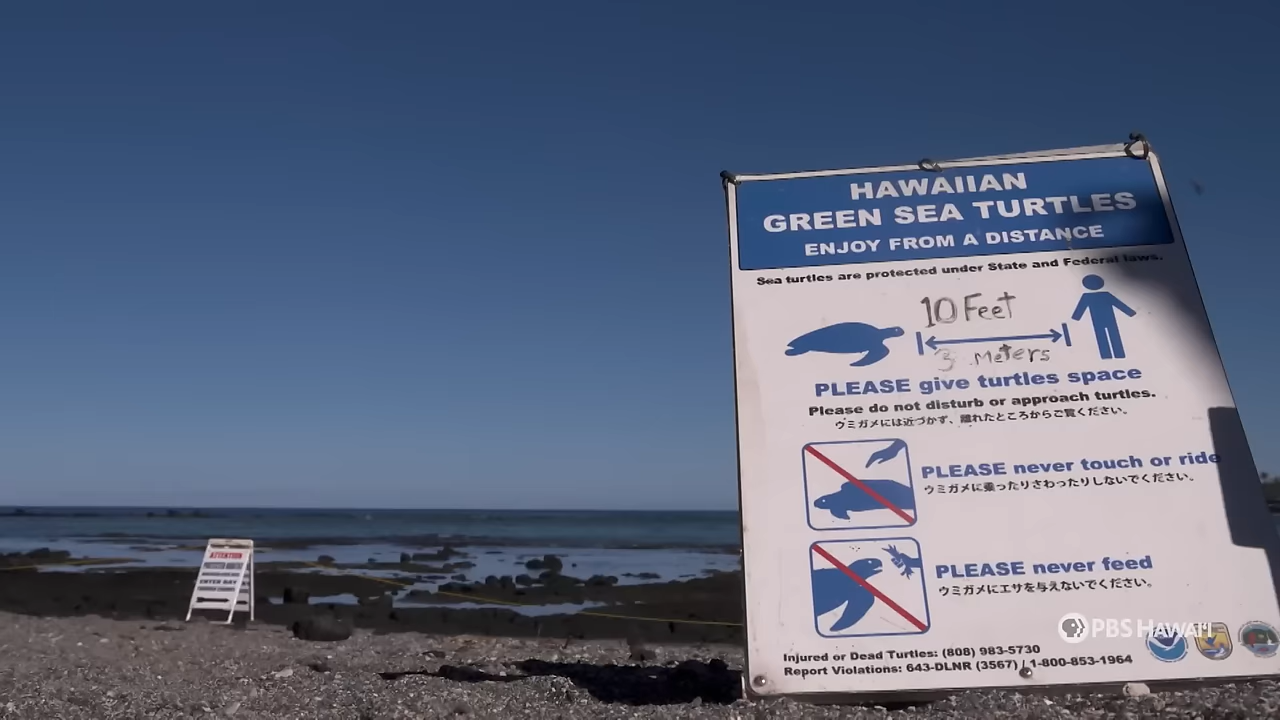 HAWAIIAN
GREEN SEA TURTLES
ENJOY FROM A DISTANCE
Sea turtles are protected under State and Federal laws.
10 Feet
3 Meters
PLEASE give turtles space
Please do not disturb or approach turtles.
ウミガメには近づかず、離れたところからご覧ください。
PLEASE never touch or ride
ウミガメに乗ったりさわったりしないでください。
PLEASE never feed
ウミガメにエサを与えないでください。
Injured or Dead Turtles: (808) 983-5730
Report Violations: 643-DLNR (3567) / 1-800-853-1964
PBS HAWAI'I
ATTENTION